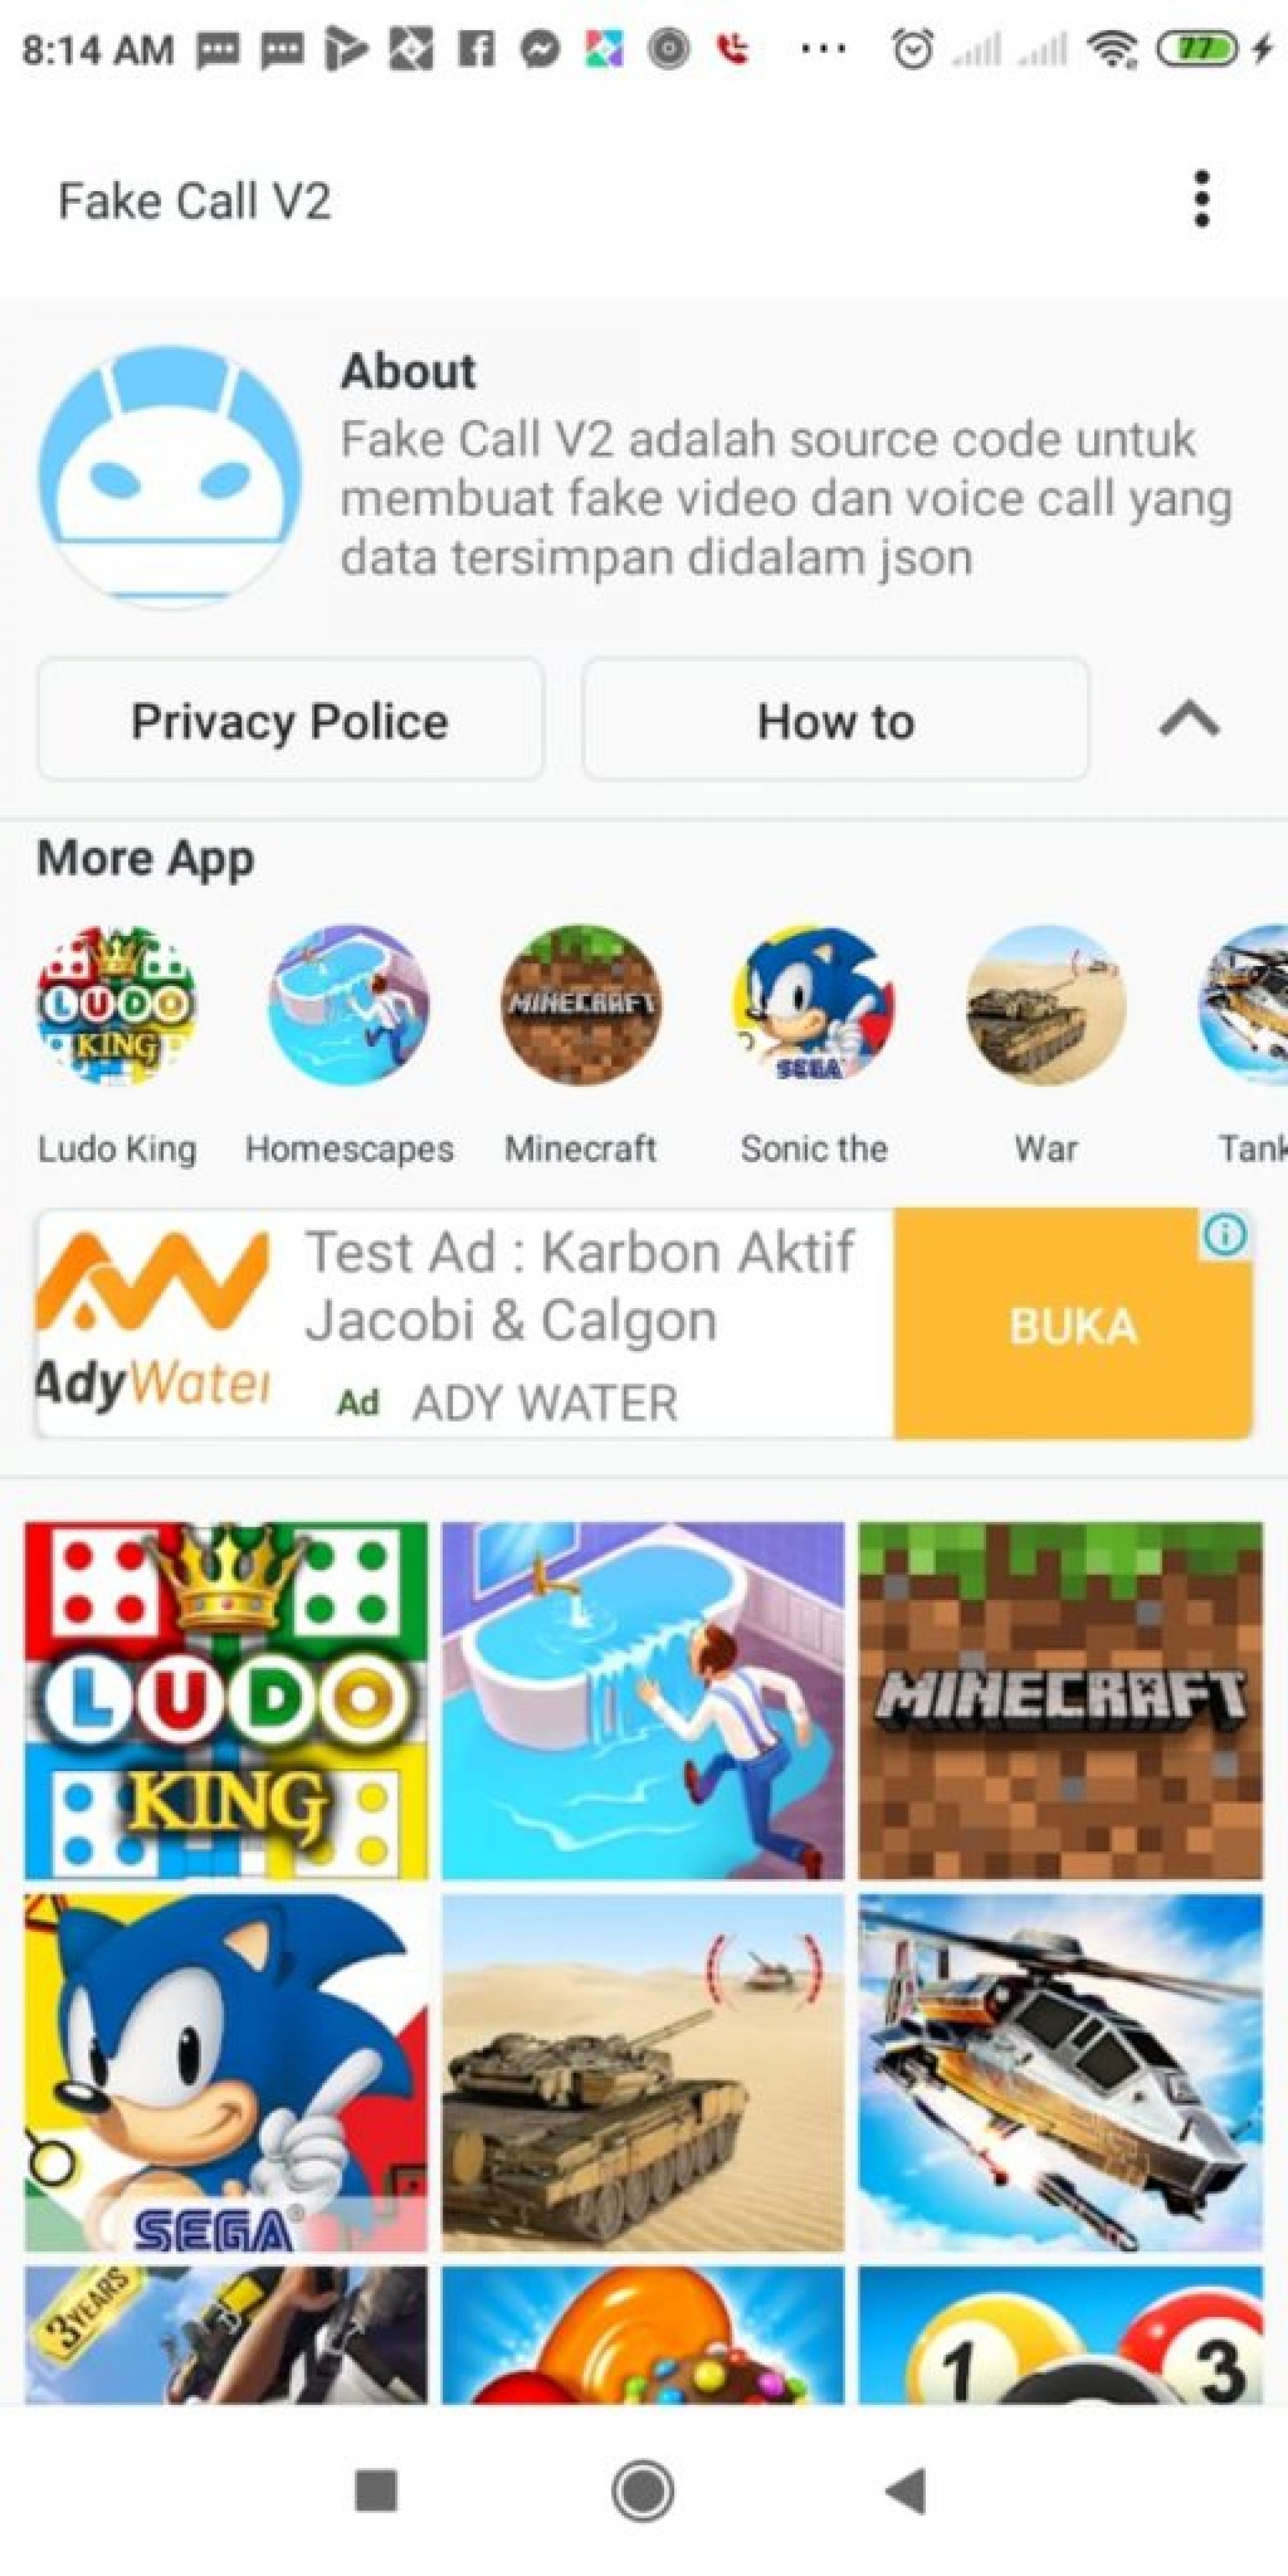 8:14 AM
77
Fake Call V2
About
Fake Call V2 adalah source code untuk
membuat fake video dan voice call yang
data tersimpan didalam json
Privacy Police
How to
More App
LUDO
KING
MINECRAFT
SEGA
Ludo King
Homescapes
Minecraft
Sonic the
War
Tank
AdyWater
Test Ad : Karbon Aktif
Jacobi & Calgon
Ad ADY WATER
BUKA
LUDO
KING
MINECRAFT
SEGA®
3 YEARS
1
3